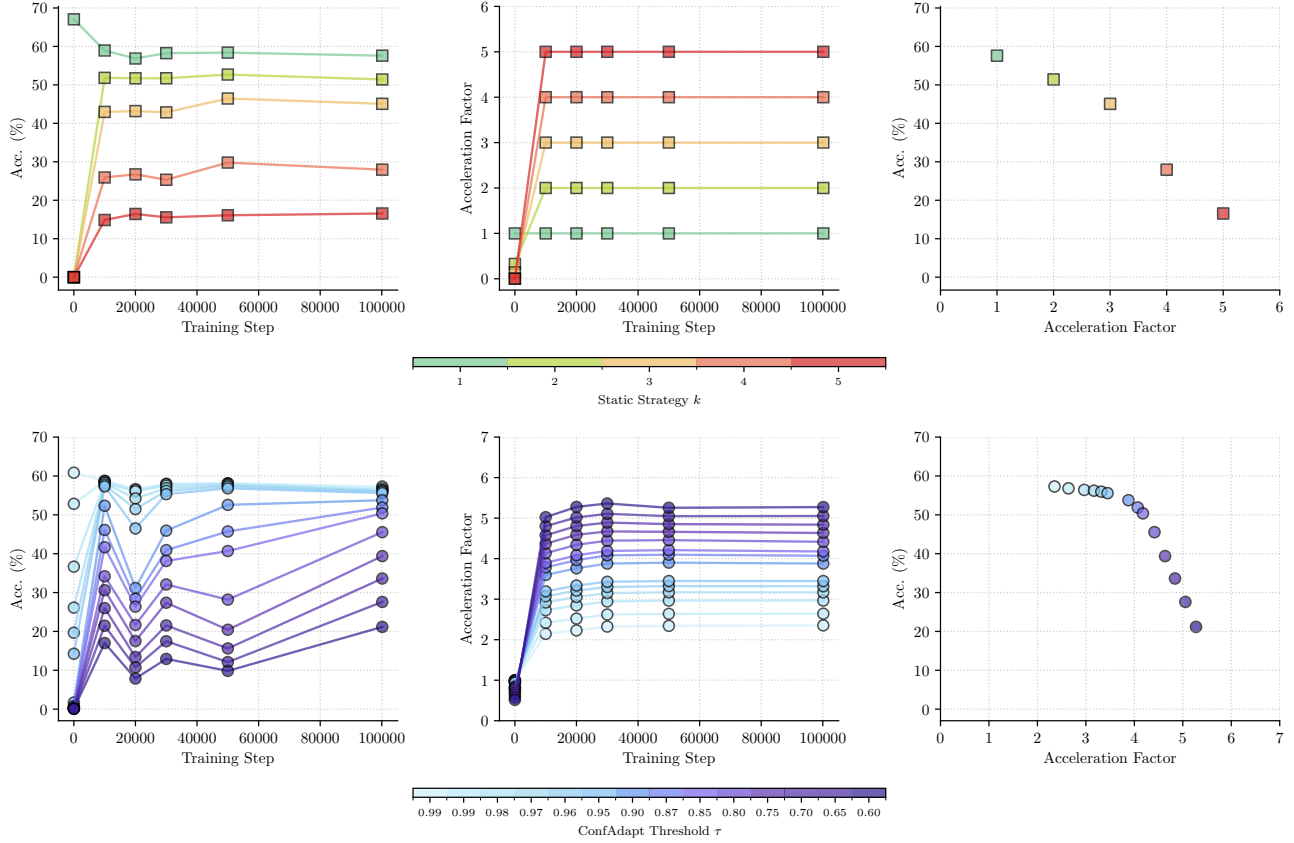 70
60
50
40
30
20
10
0
Acc. (%)
0 20000 40000 60000 80000 100000
Training Step
6
5
4
3
2
1
0
Acceleration Factor
0 20000 40000 60000 80000 100000
Training Step
70
60
50
40
30
20
10
0
Acc. (%)
0 1 2 3 4 5 6
Acceleration Factor
1 2 3 4 5
Static Strategy k
70
60
50
40
30
20
10
0
Acc. (%)
0 20000 40000 60000 80000 100000
Training Step
7
6
5
4
3
2
1
0
Acceleration Factor
0 20000 40000 60000 80000 100000
Training Step
70
60
50
40
30
20
10
0
Acc. (%)
0 1 2 3 4 5 6 7
Acceleration Factor
0.99 0.99 0.98 0.97 0.96 0.95 0.90 0.87 0.85 0.80 0.75 0.70 0.65 0.60
ConfAdapt Threshold τ